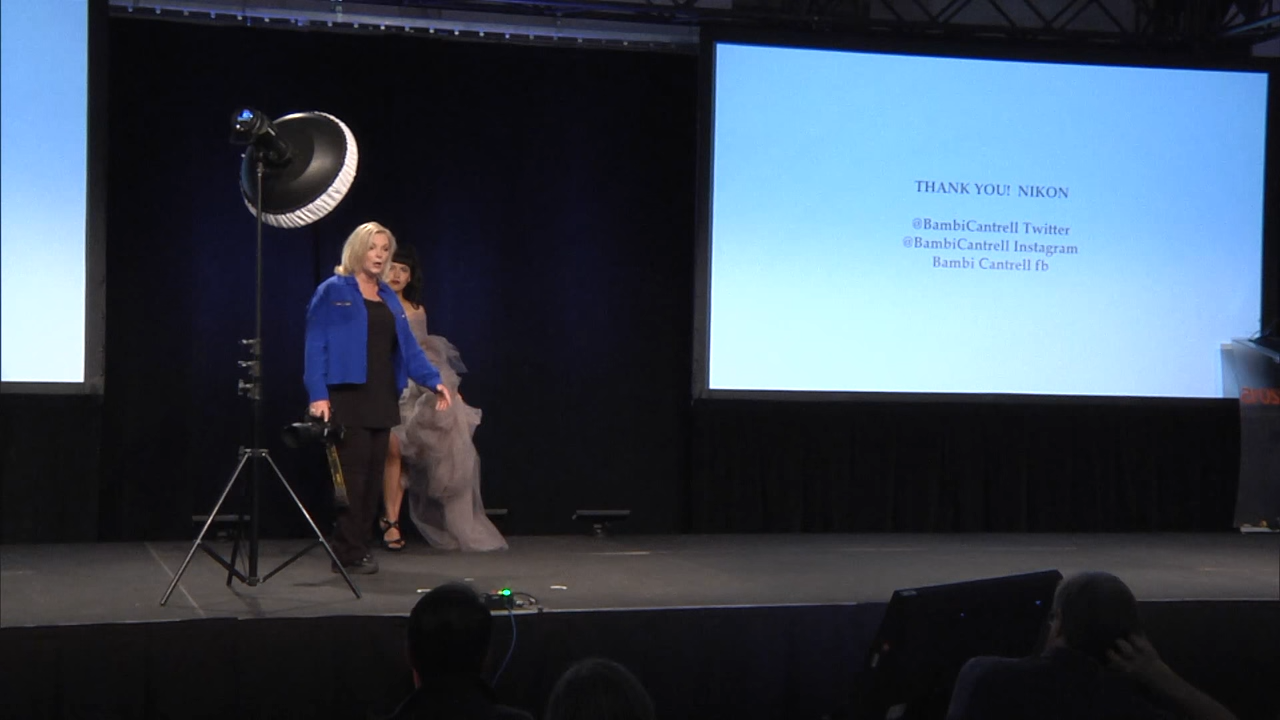 THANK YOU! NIKON
@BambiCantrell Twitter
@BambiCantrell Instagram
Bambi Cantrell fb